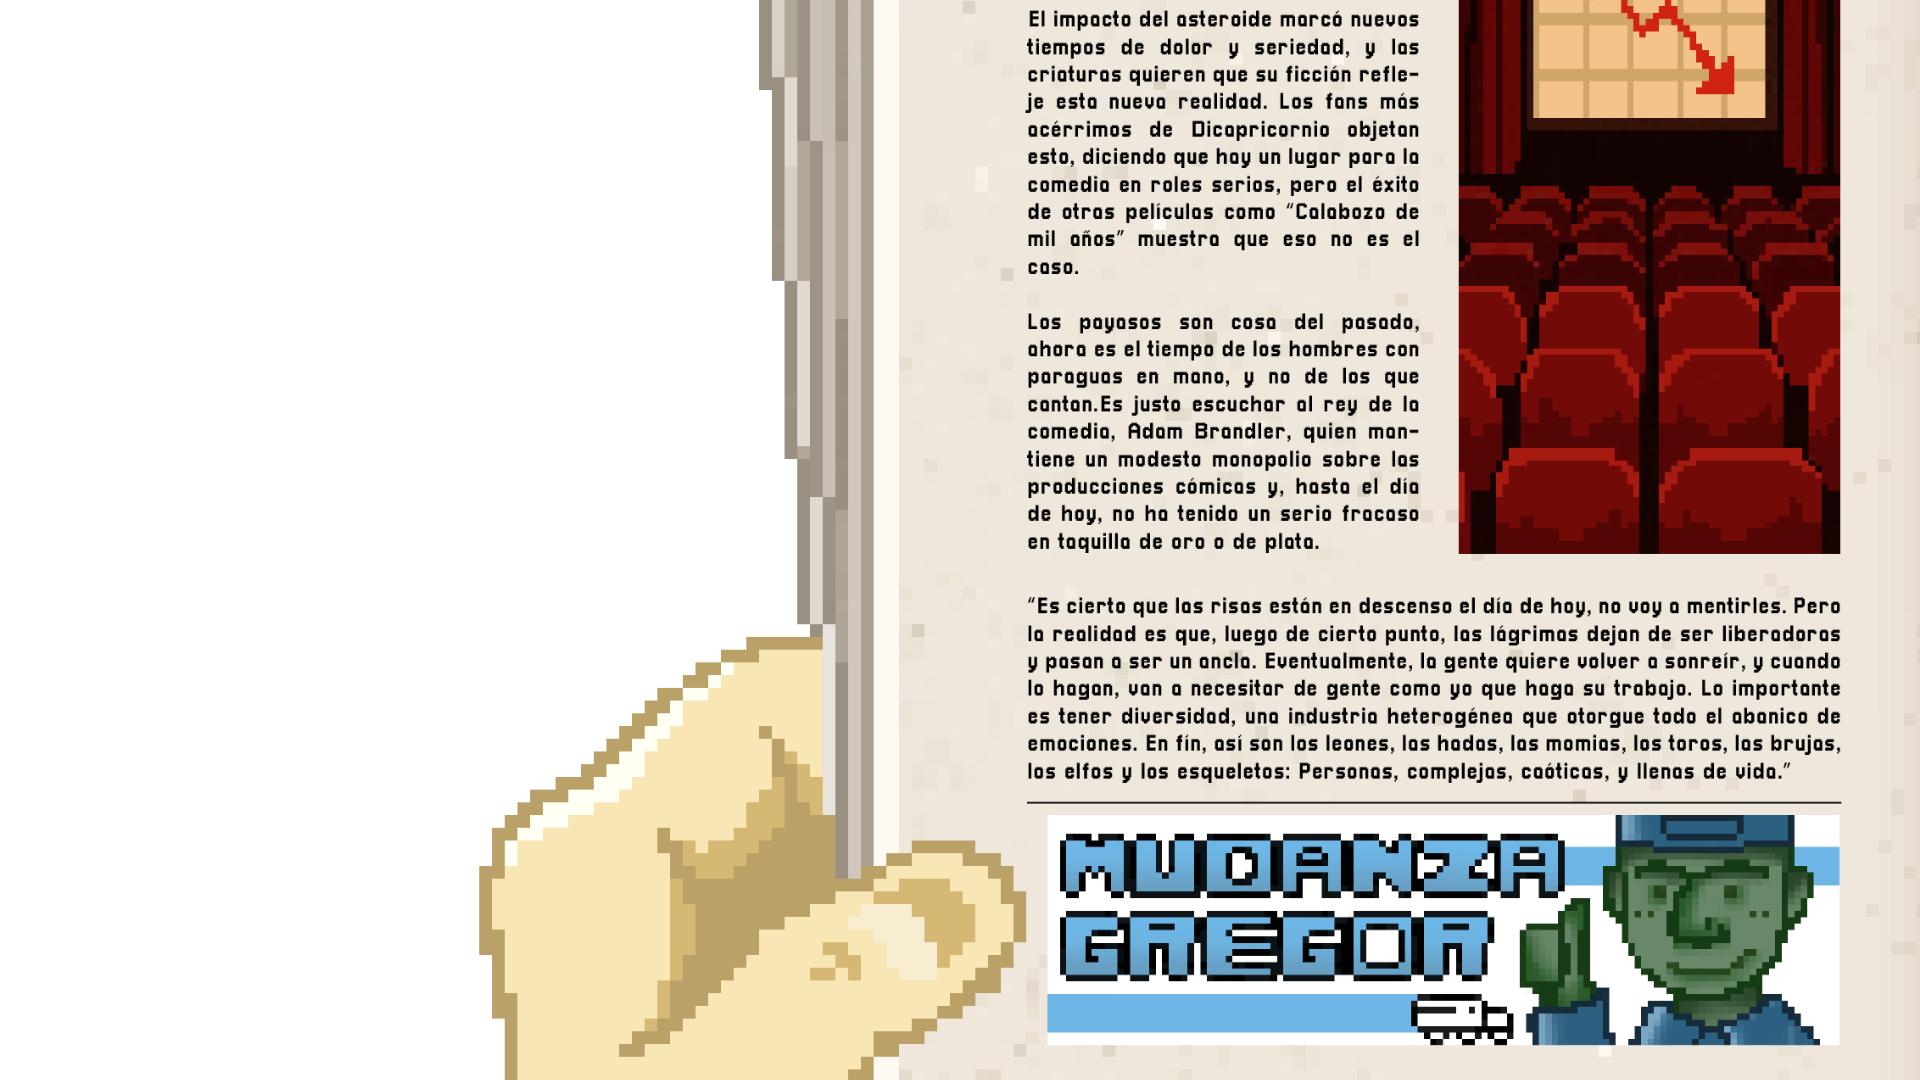 El impacto del asteroide marcó nuevos
tiempos de dolor y seriedad, y las
criaturas quieren que su ficción refle-
je esta nueva realidad. Los fans más
acérrimos de Dicapricornio objetan
esto, diciendo que hay un lugar para la
comedia en roles serios, pero el éxito
de otras películas como "Calabozo de
mil años" muestra que eso no es el
caso.
Los payasos son cosa del pasado,
ahora es el tiempo de los hombres con
paraguas en mano, y no de los que
cantan.Es justo escuchar al rey de la
comedia, Adam Brandler, quien man-
tiene un modesto monopolio sobre las
producciones cómicas y, hasta el día
de hoy, no ha tenido un serio fracaso
en taquilla de oro o de plata.
"Es cierto que las risas están en descenso el día de hoy, no voy a mentirles. Pero
la realidad es que, luego de cierto punto, las lágrimas dejan de ser liberadoras
y pasan a ser un ancla. Eventualmente, la gente quiere volver a sonreír, y cuando
lo hagan, van a necesitar de gente como yo que haga su trabajo. Lo importante
es tener diversidad, una industria heterogénea que otorgue todo el abanico de
emociones. En fín, así son los leones, las hadas, las momias, los toros, las brujas,
los elfos y los esqueletos: Personas, complejas, caóticas, y llenas de vida."
MUDANZA
GREGOR